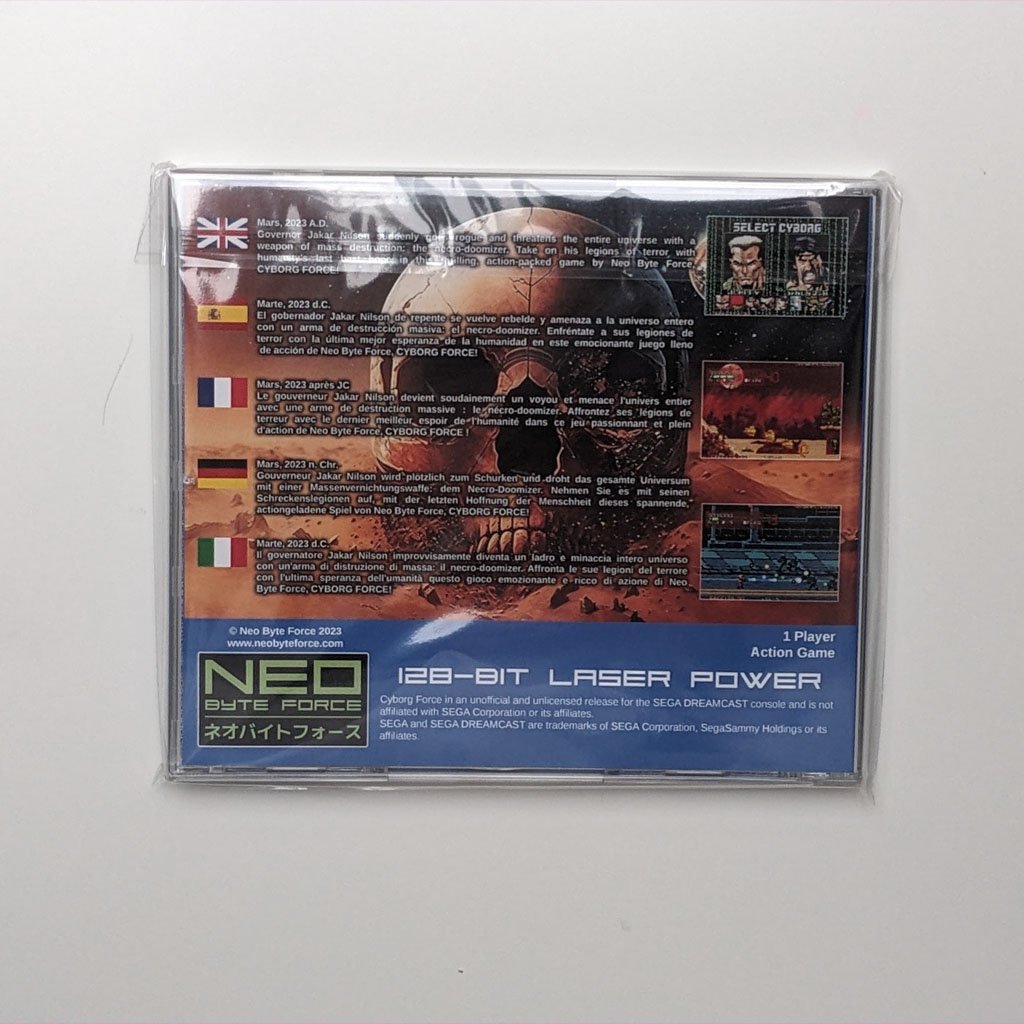 Mars, 2023 A.D.
Governor Jakar Nilson suddenly goes rogue and threatens the entire universe with a
weapon of mass destruction: the necro-doomizer. Take on his legions of terror with
humanity's last best hope in this thrilling, action-packed game by Neo Byte Force
CYBORG FORCE!
SELECT CYBORG
Marte, 2023 d.C.
El gobernador Jakar Nilson de repente se vuelve rebelde y amenaza a la universo entero
con un arma de destrucción masiva: el necro-doomizer. Enfréntate a sus legiones de
terror con la última mejor esperanza de la humanidad en este emocionante juego lleno
de acción de Neo Byte Force, CYBORG FORCE!
Mars, 2023 après JC
Le gouverneur Jakar Nilson devient soudainement un voyou et menace l'univers entier
avec une arme de destruction massive : le nécro-doomizer. Affrontez ses légions de
terreur avec le dernier meilleur espoir de l'humanité dans ce jeu passionnant et plein
d'action de Neo Byte Force, CYBORG FORCE !
Mars, 2023 n. Chr.
Gouverneur Jakar Nilson wird plötzlich zum Schurken und droht das gesamte Universum
mit einer Massenvernichtungswaffe: dem Necro-Doomizer. Nehmen Sie es mit seinen
Schreckenslegionen auf, mit der letzten Hoffnung der Menschheit dieses spannende,
actiongeladene Spiel von Neo Byte Force, CYBORG FORCE!
Marte, 2023 d.C.
Il governatore Jakar Nilson improvvisamente diventa un ladro e minaccia intero universo
con un'arma di distruzione di massa: il necro-doomizer. Affronta le sue legioni del terrore
con l'ultima speranza dell'umanità questo gioco emozionante e ricco di azione di Neo
Byte Force, CYBORG FORCE!
© Neo Byte Force 2023
www.neobyteforce.com
1 Player
Action Game
NEO
BYTE FORCE
ネオバイトフォース
128-BIT LASER POWER
Cyborg Force in an unofficial and unlicensed release for the SEGA DREAMCAST console and is not
affiliated with SEGA Corporation or its affiliates.
SEGA and SEGA DREAMCAST are trademarks of SEGA Corporation, SegaSammy Holdings or its
affiliates.